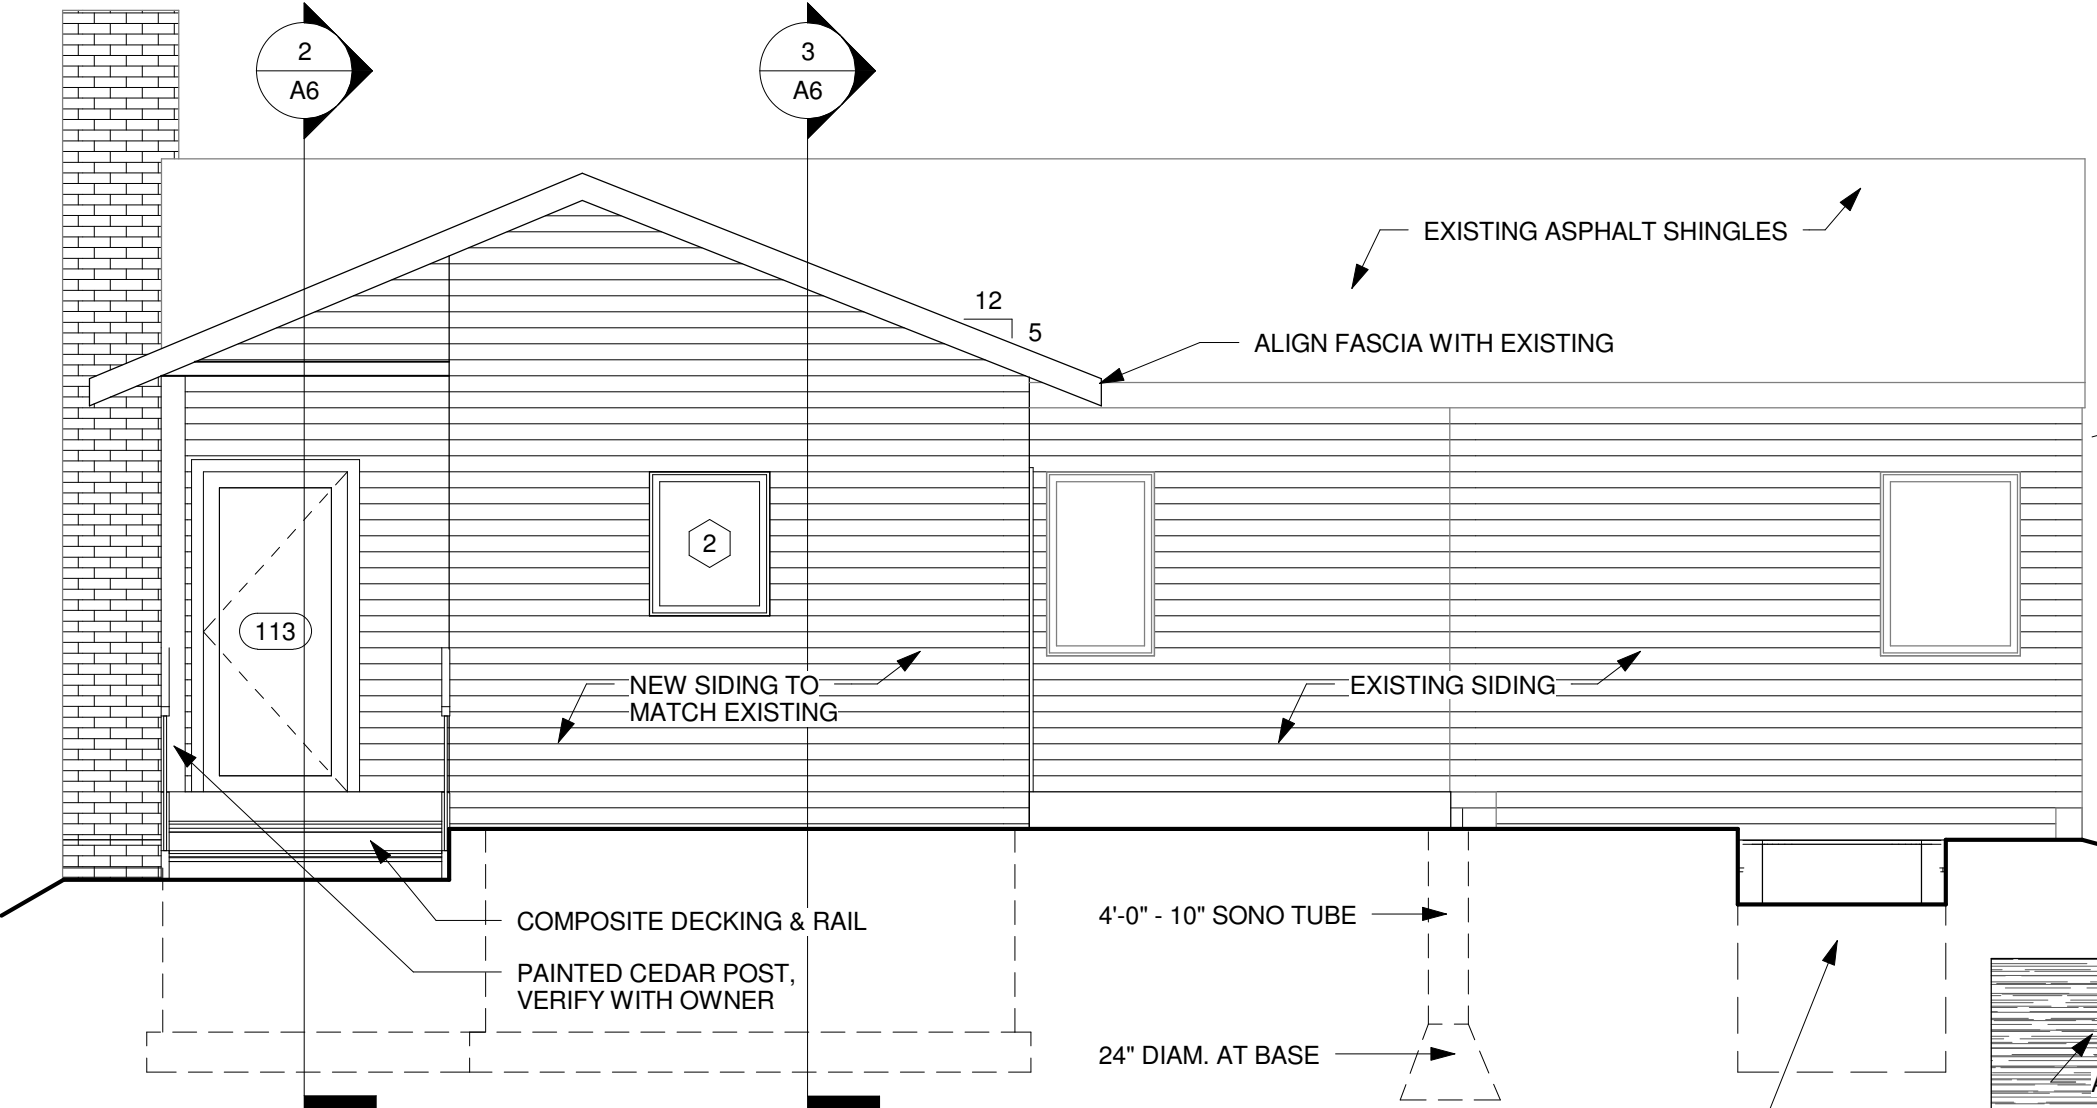 2
A6
3
A6
EXISTING ASPHALT SHINGLES
12
5
ALIGN FASCIA WITH EXISTING
2
113
NEW SIDING TO
MATCH EXISTING
EXISTING SIDING
COMPOSITE DECKING & RAIL
4'-0" - 10" SONO TUBE
PAINTED CEDAR POST,
VERIFY WITH OWNER
24" DIAM. AT BASE